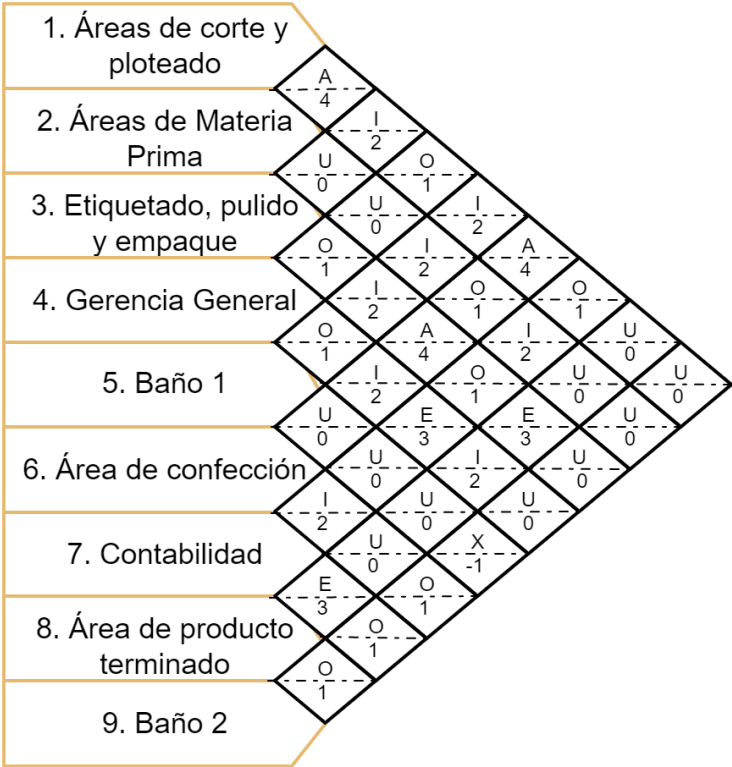 1. Áreas de corte y
ploteado
2. Áreas de Materia
Prima
3. Etiquetado, pulido
y empaque
4. Gerencia General
5. Baño 1
6. Área de confección
7. Contabilidad
8. Área de producto
terminado
9. Baño 2
A
4
I
2
U O
0 1
U I
0 2
O I A
1 2 4
I O O
2 1 1
O A I U
1 4 2 0
I O U U
2 1 0 0
U E E U
0 3 3 0
U I U
0 2 0
I U U
2 0 0
U X
0 -1
E O
3 1
O
1
O
1